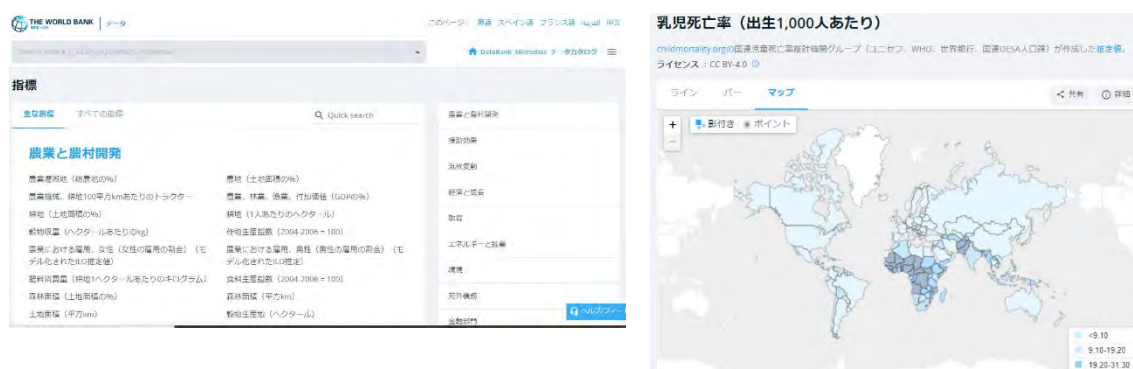 THE WORLD BANK | データ
このページ: 英語 スペイン語 フランス語 العربية 中文
DataBank Microdata データカタログ
指標
主な指標 すべての指標 Quick search
農業と農村開発
農業灌漑地（総農地の%） 農地（土地面積の%）
農業機械、耕地100平方kmあたりのトラクター 農業、林業、漁業、付加価値（GDPの%）
耕地（土地面積の%） 耕地（1人あたりのヘクタール）
穀物収量（ヘクタールあたりのkg） 作物生産指数（2004-2006 = 100）
農業における雇用、女性（女性の雇用の割合）（モデル化されたILO推定値） 農業における雇用、男性（男性の雇用の割合）（モデル化されたILO推定）
肥料消費量（耕地1ヘクタールあたりのキログラム） 食料生産指数（2004-2006 = 100）
森林面積（土地面積の%） 森林面積（平方km）
土地面積（平方km） 穀物生産地（ヘクタール）
農業と農村開発
援助効果
気候変動
経済と成長
教育
エネルギーと鉱業
環境
対外債務
金融部門
ヘルプ/フィー
乳児死亡率（出生1,000人あたり）
childmortality.orgの国連児童死亡率推計機関グループ（ユニセフ、WHO、世界銀行、国連DESA人口課）が作成した推定値。
ライセンス : CC BY-4.0
ライン バー マップ
共有 詳細
+ 影付き ポイント
−
<9.10
9.10-19.20
19.20-31.30